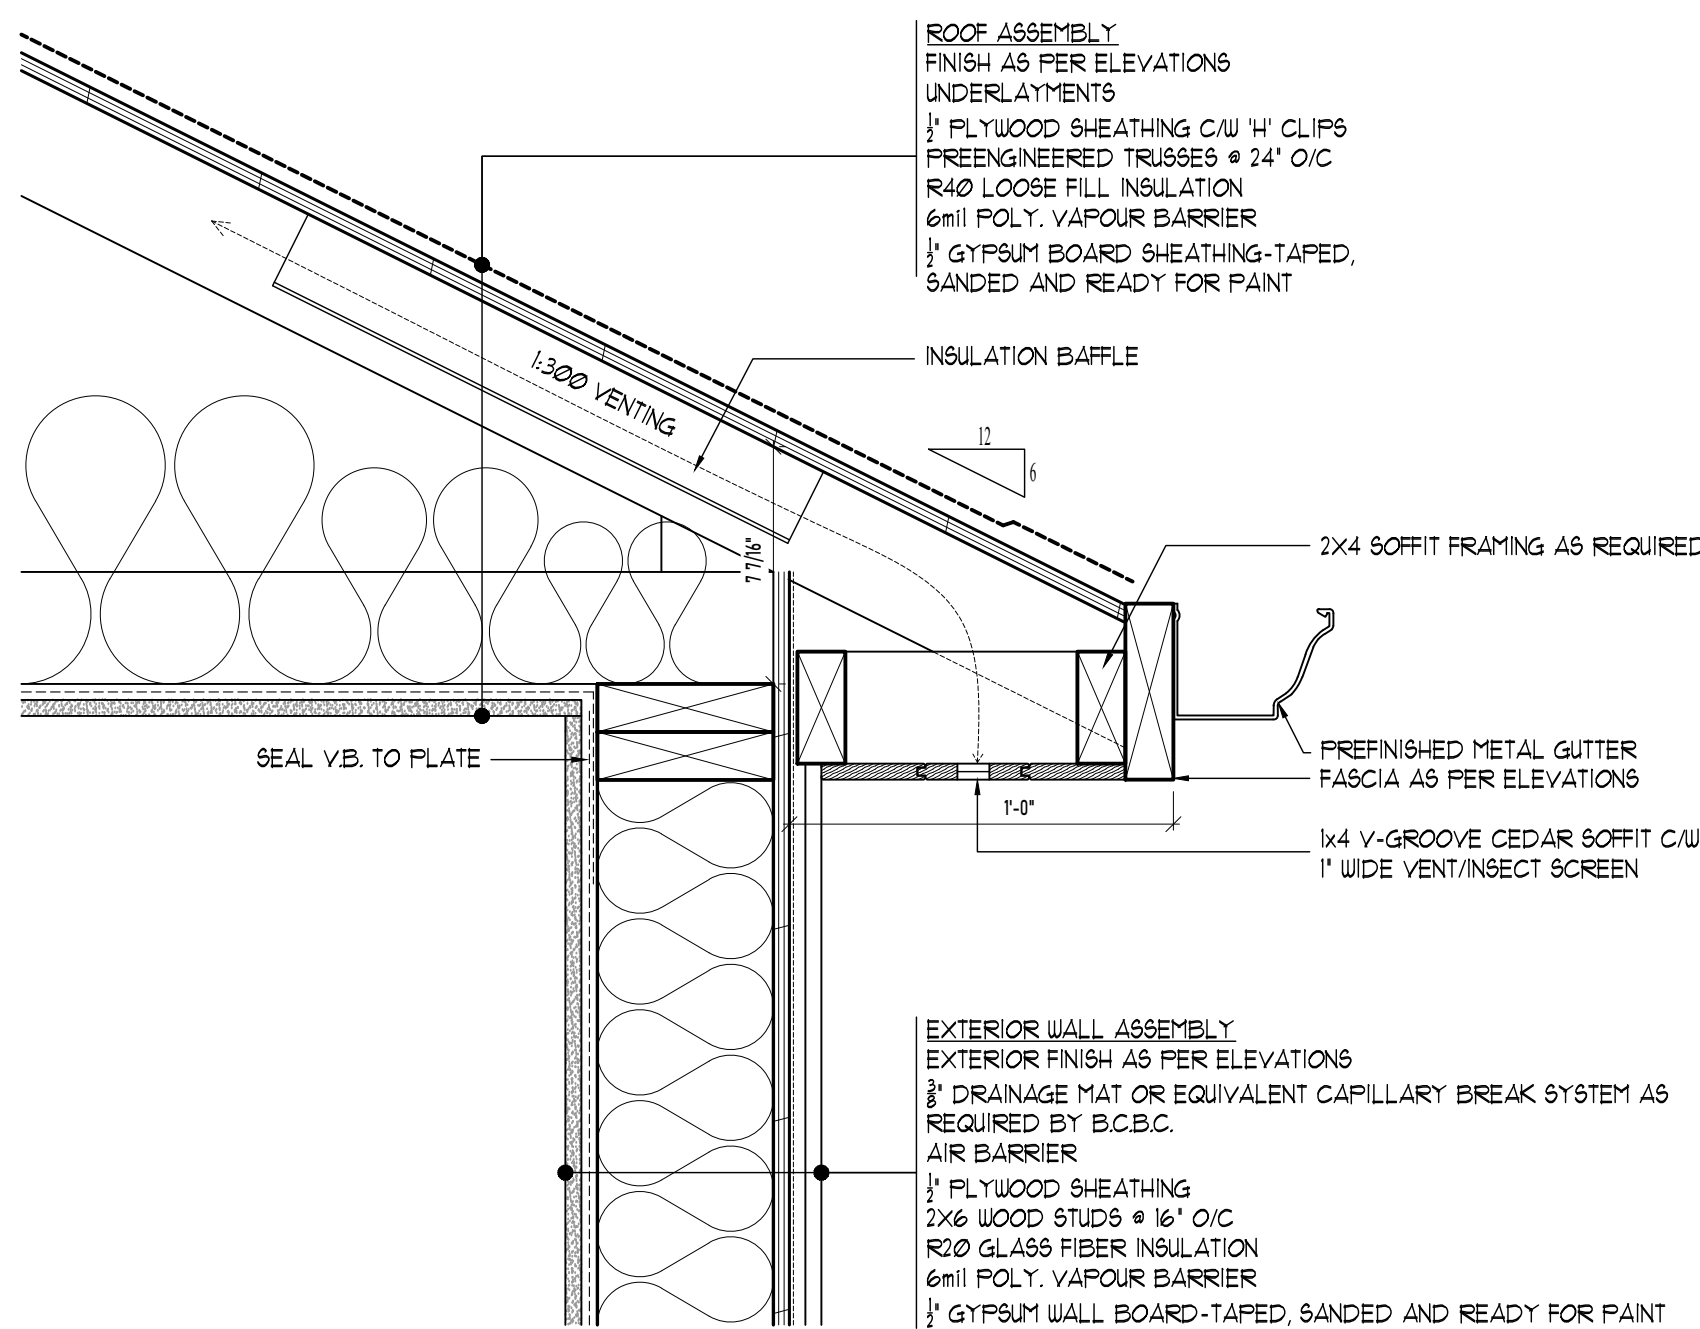 ROOF ASSEMBLY
FINISH AS PER ELEVATIONS
UNDERLAYMENTS
½" PLYWOOD SHEATHING C/W 'H' CLIPS
PREENGINEERED TRUSSES @ 24" O/C
R40 LOOSE FILL INSULATION
6mil POLY. VAPOUR BARRIER
½" GYPSUM BOARD SHEATHING-TAPED,
SANDED AND READY FOR PAINT
INSULATION BAFFLE
1:300 VENTING
12
6
7 7/16"
2X4 SOFFIT FRAMING AS REQUIRED
SEAL V.B. TO PLATE
PREFINISHED METAL GUTTER
FASCIA AS PER ELEVATIONS
1'-0"
1x4 V-GROOVE CEDAR SOFFIT C/W
1" WIDE VENT/INSECT SCREEN
EXTERIOR WALL ASSEMBLY
EXTERIOR FINISH AS PER ELEVATIONS
⅜" DRAINAGE MAT OR EQUIVALENT CAPILLARY BREAK SYSTEM AS
REQUIRED BY B.C.B.C.
AIR BARRIER
½" PLYWOOD SHEATHING
2X6 WOOD STUDS @ 16" O/C
R20 GLASS FIBER INSULATION
6mil POLY. VAPOUR BARRIER
½" GYPSUM WALL BOARD-TAPED, SANDED AND READY FOR PAINT